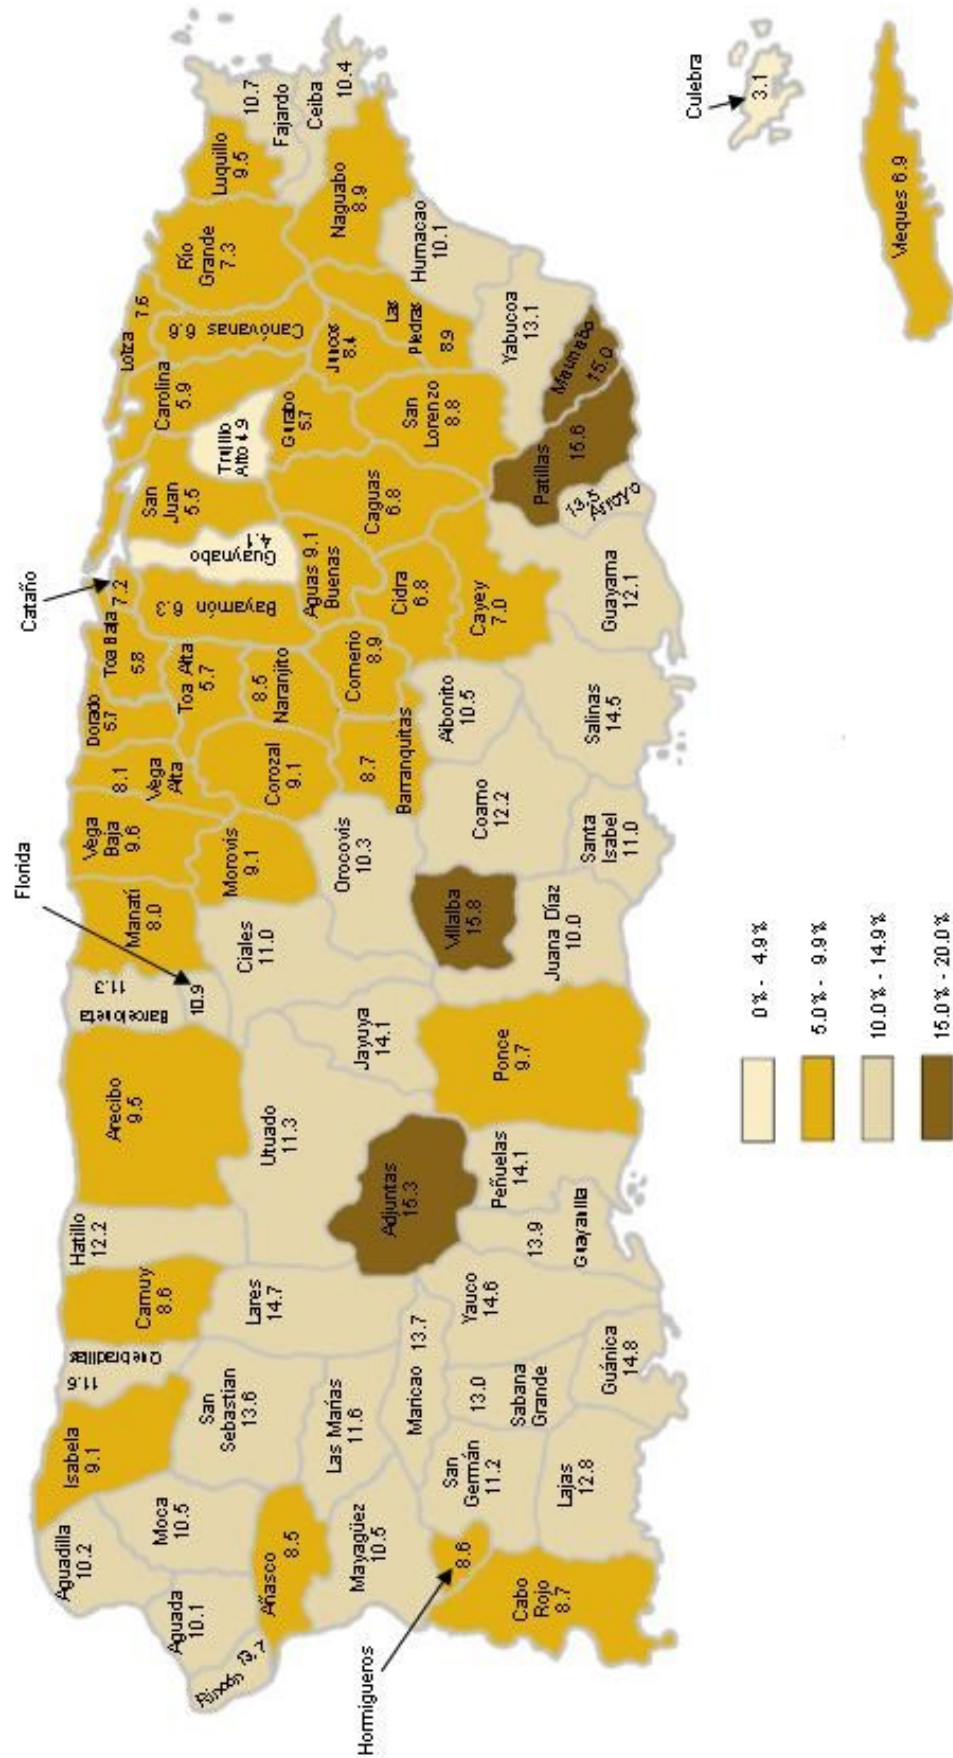 Cataño
Florida
Hormigueros
Culebra
3.1
Vieques 6.9
Aguadilla
10.2
Isabela
9.1
11.6
Quebradillas
Camuy
8.6
Hatillo
12.2
Arecibo
9.5
Barceloneta
11.3
10.9
Manatí
8.0
Vega
Baja
9.6
8.1
Vega
Alta
Dorado
5.7
Toa Baja
5.8
7.2
Toa Alta
5.7
Bayamón 6.3
Guaynabo
4.1
San
Juan
5.5
Trujillo
Alto 4.9
Carolina
5.9
Loíza 7.6
Canóvanas
6.6
Río
Grande
7.3
Luquillo
9.5
10.7
Fajardo
Ceiba
10.4
Naguabo
8.9
Humacao
10.1
Las
Piedras
8.9
Juncos
8.4
Gurabo
5.7
San
Lorenzo
8.8
Caguas
6.8
Aguas 9.1
Buenas
Cidra
6.8
Cayey
7.0
Comerío
8.9
8.5
Naranjito
Corozal
9.1
8.7
Barranquitas
Morovis
9.1
Orocovis
10.3
Ciales
11.0
Jayuya
14.1
Utuado
11.3
Adjuntas
15.3
Lares
14.7
San
Sebastian
13.6
Moca
10.5
Aguada
10.1
Rincón 13.7
Añasco
8.5
Mayagüez
10.5
Las Marías
11.6
Maricao
13.7
Yauco
14.6
8.6
Cabo
Rojo
8.7
San
Germán
11.2
Lajas
12.8
13.0
Sabana
Grande
Guánica
14.8
13.9
Guayanilla
Peñuelas
14.1
Ponce
9.7
Juana Díaz
10.0
Villalba
15.8
Coamo
12.2
Santa
Isabel
11.0
Aibonito
10.5
Salinas
14.5
Guayama
12.1
13.5
Arroyo
Patillas
15.6
Maunabo
15.0
Yabucoa
13.1
0% - 4.9%
5.0% - 9.9%
10.0% - 14.9%
15.0% - 20.0%